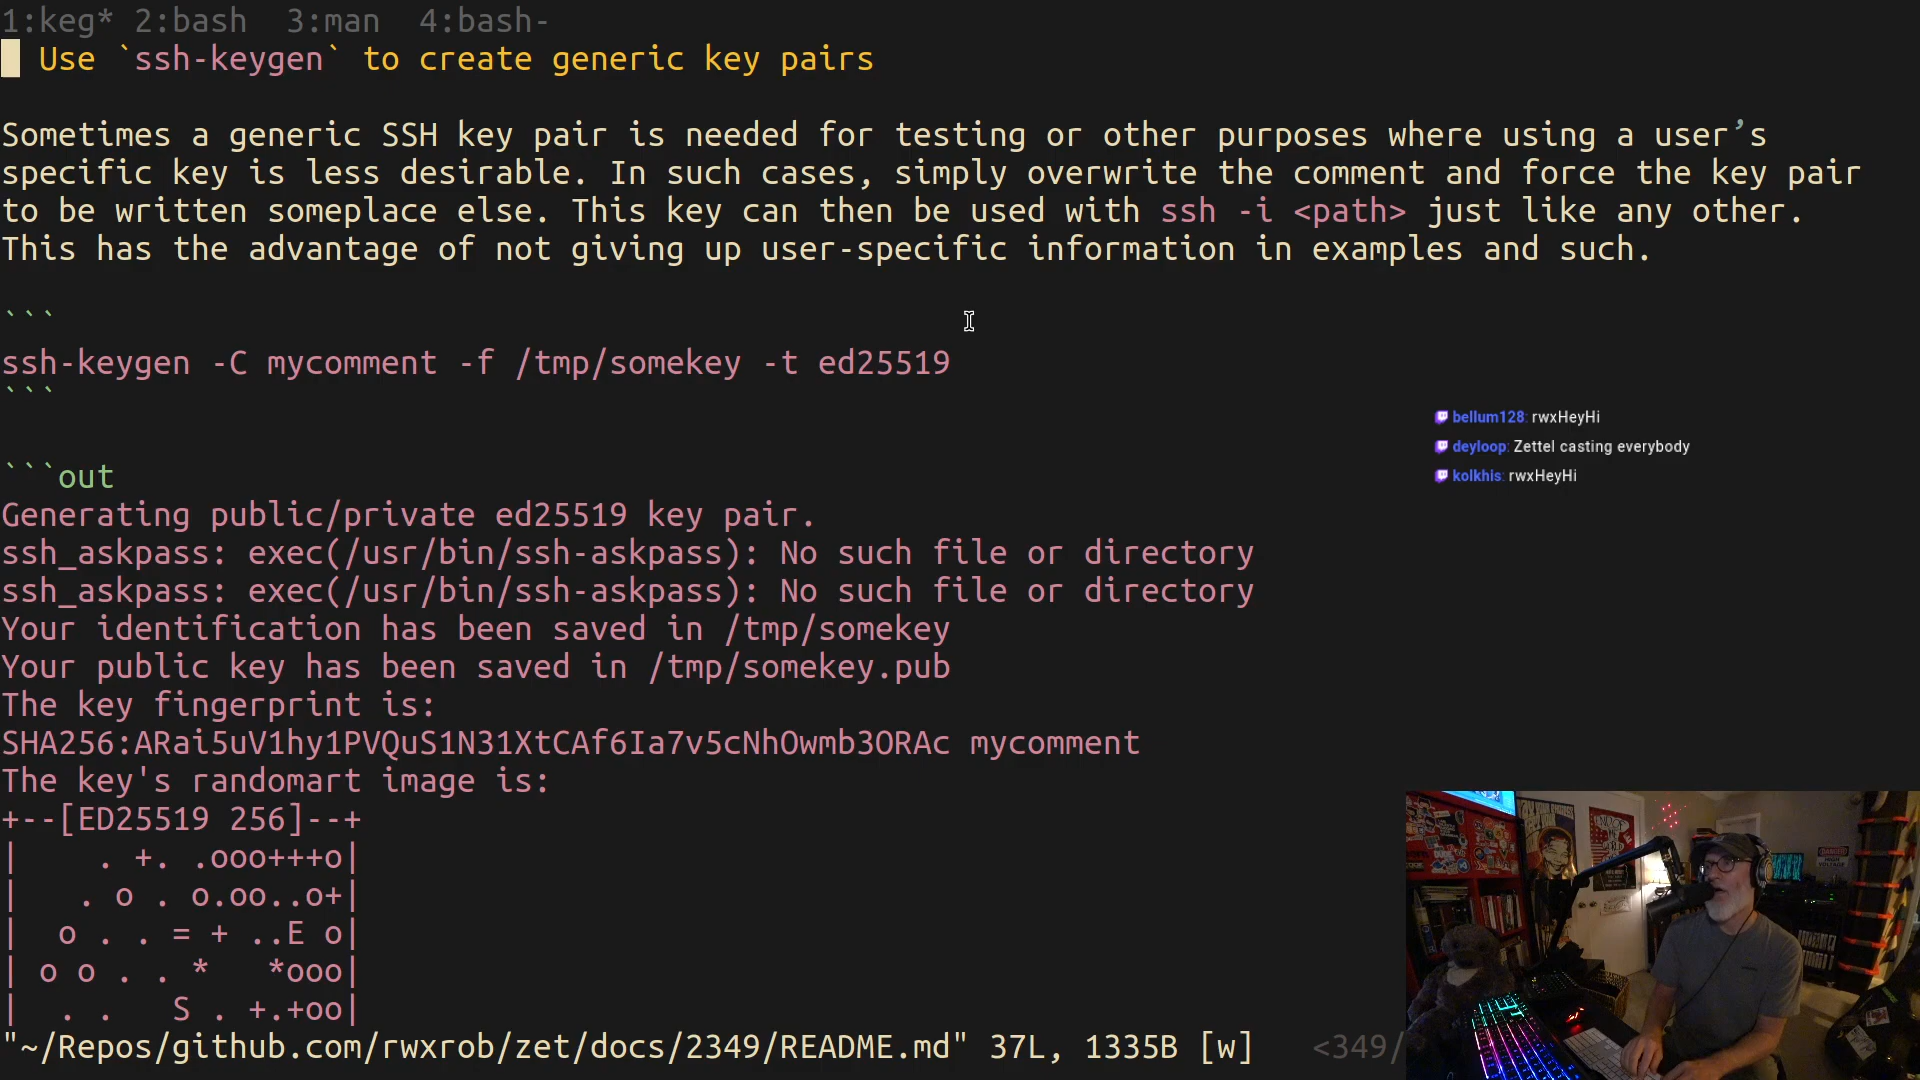 1:keg* 2:bash  3:man  4:bash-
Use `ssh-keygen` to create generic key pairs
Sometimes a generic SSH key pair is needed for testing or other purposes where using a user’s
specific key is less desirable. In such cases, simply overwrite the comment and force the key pair
to be written someplace else. This key can then be used with ssh -i <path> just like any other.
This has the advantage of not giving up user-specific information in examples and such.
```
ssh-keygen -C mycomment -f /tmp/somekey -t ed25519
```
bellum128: rwxHeyHi
deyloop: Zettel casting everybody
kolkhis: rwxHeyHi
```out
Generating public/private ed25519 key pair.
ssh_askpass: exec(/usr/bin/ssh-askpass): No such file or directory
ssh_askpass: exec(/usr/bin/ssh-askpass): No such file or directory
Your identification has been saved in /tmp/somekey
Your public key has been saved in /tmp/somekey.pub
The key fingerprint is:
SHA256:ARai5uV1hy1PVQuS1N31XtCAf6Ia7v5cNhOwmb3ORAc mycomment
The key's randomart image is:
+--[ED25519 256]--+
|    . +. .ooo+++o|
|   . o . o.oo..o+|
|  o . . = + ..E o|
| o o . . *   *ooo|
|  . .   S . +.+oo|
"~/Repos/github.com/rwxrob/zet/docs/2349/README.md" 37L, 1335B [w]   <349/
DANGER